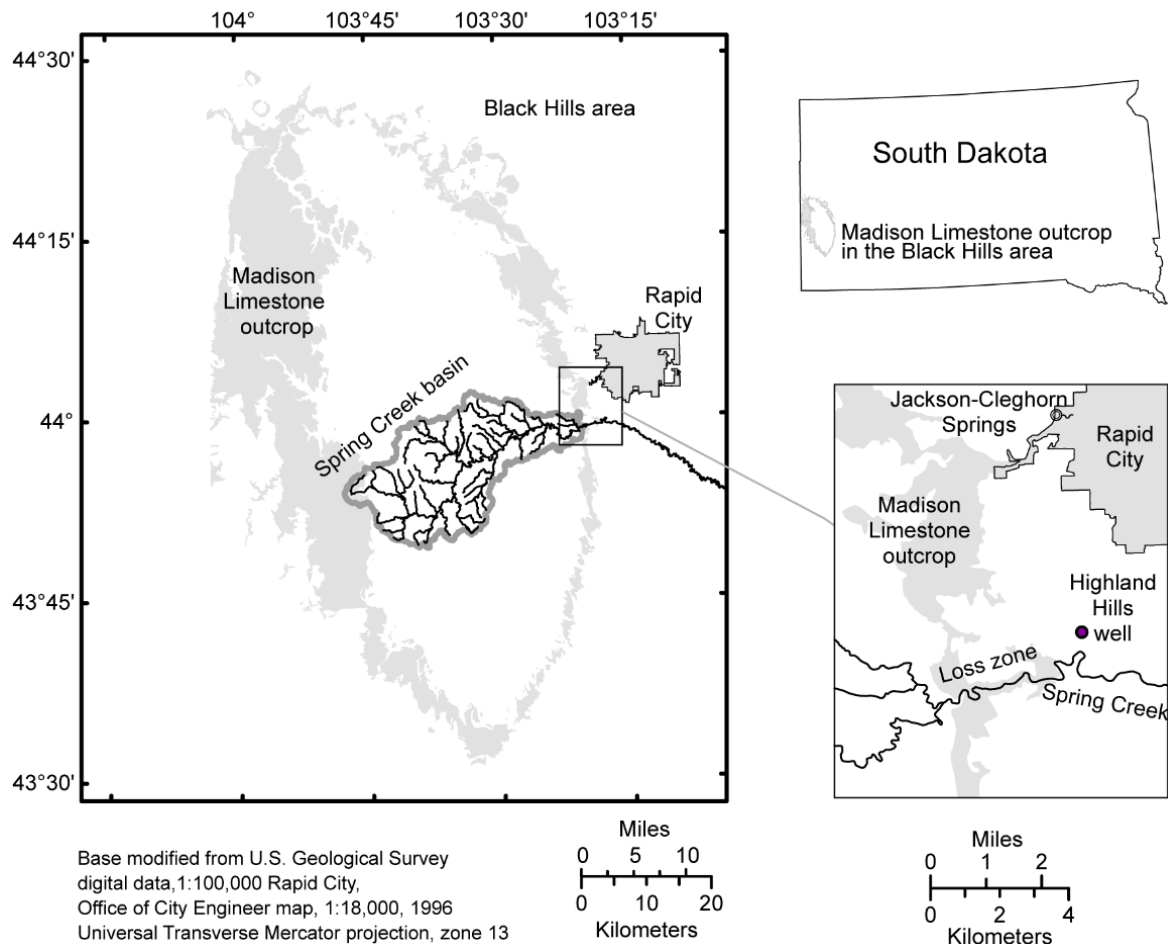 104°
103°45'
103°30'
103°15'
44°30'
44°15'
44°
43°45'
43°30'
Black Hills area
Madison
Limestone
outcrop
Rapid
City
Spring Creek basin
South Dakota
Madison Limestone outcrop
in the Black Hills area
Jackson-Cleghorn
Springs
Rapid
City
Madison
Limestone
outcrop
Highland
Hills
well
Loss zone
Spring Creek
Base modified from U.S. Geological Survey
digital data,1:100,000 Rapid City,
Office of City Engineer map, 1:18,000, 1996
Universal Transverse Mercator projection, zone 13
Miles
0 5 10
0 10 20
Kilometers
Miles
0 1 2
0 2 4
Kilometers